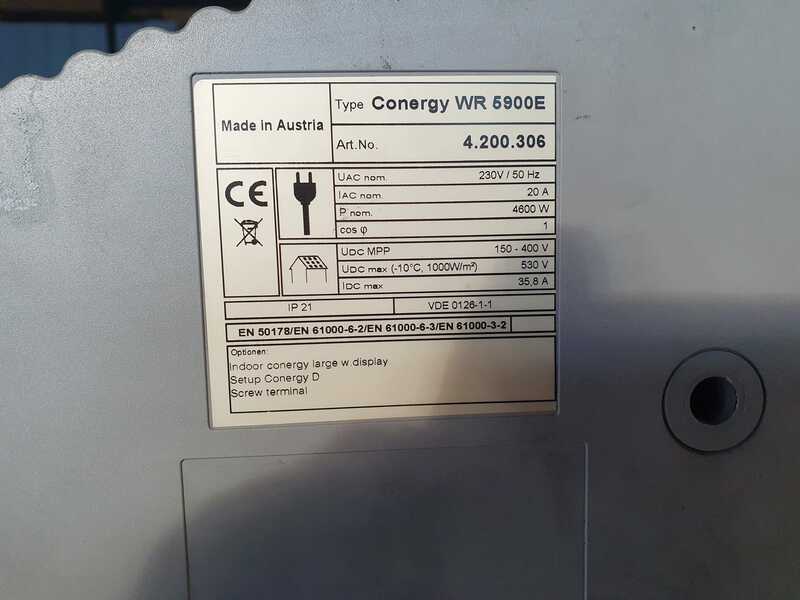 Made in Austria
Type Conergy WR 5900E
Art.No. 4.200.306
CE
UAC nom. 230V / 50 Hz
IAC nom. 20 A
P nom. 4600 W
cos φ 1
UDC MPP 150 - 400 V
UDC max (-10°C, 1000W/m²) 530 V
IDC max 35,8 A
IP 21 VDE 0126-1-1
EN 50178/EN 61000-6-2/EN 61000-6-3/EN 61000-3-2
Optionen:
Indoor conergy large w.display
Setup Conergy D
Screw terminal